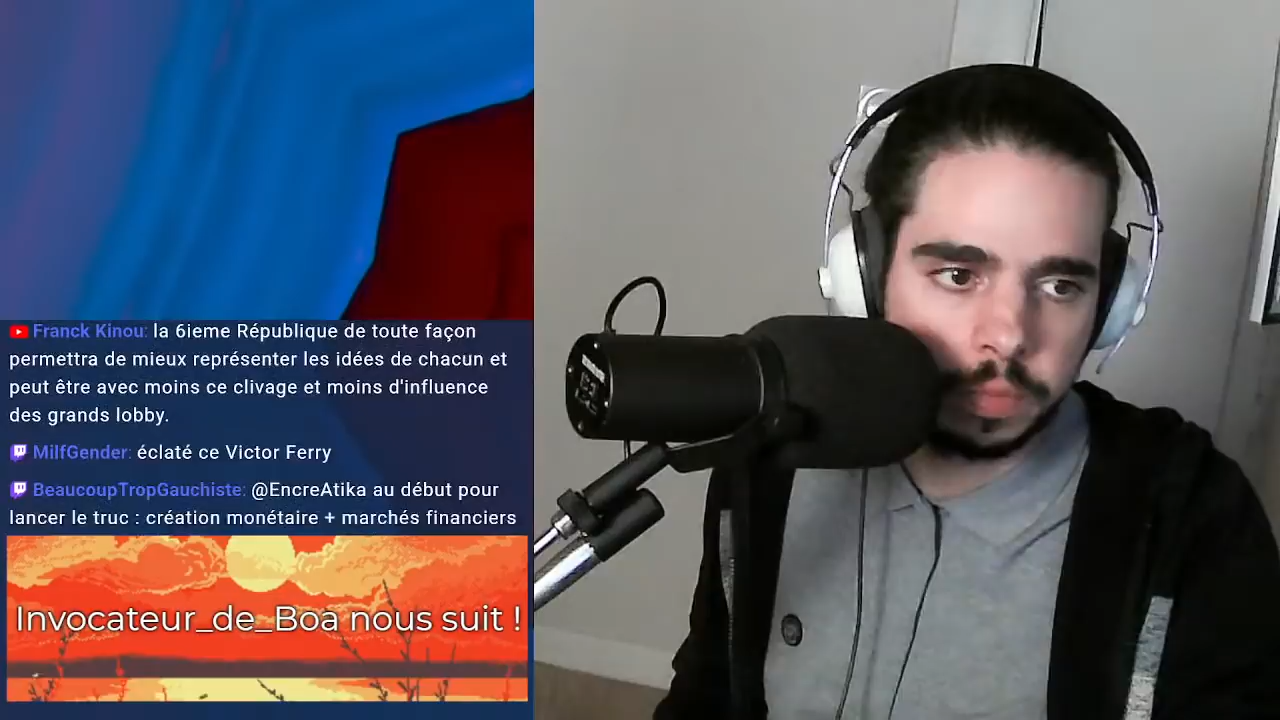 Franck Kinou: la 6ieme République de toute façon
permettra de mieux représenter les idées de chacun et
peut être avec moins ce clivage et moins d'influence
des grands lobby.
MilfGender: éclaté ce Victor Ferry
BeaucoupTropGauchiste: @EncreAtika au début pour
lancer le truc : création monétaire + marchés financiers
Invocateur_de_Boa nous suit !